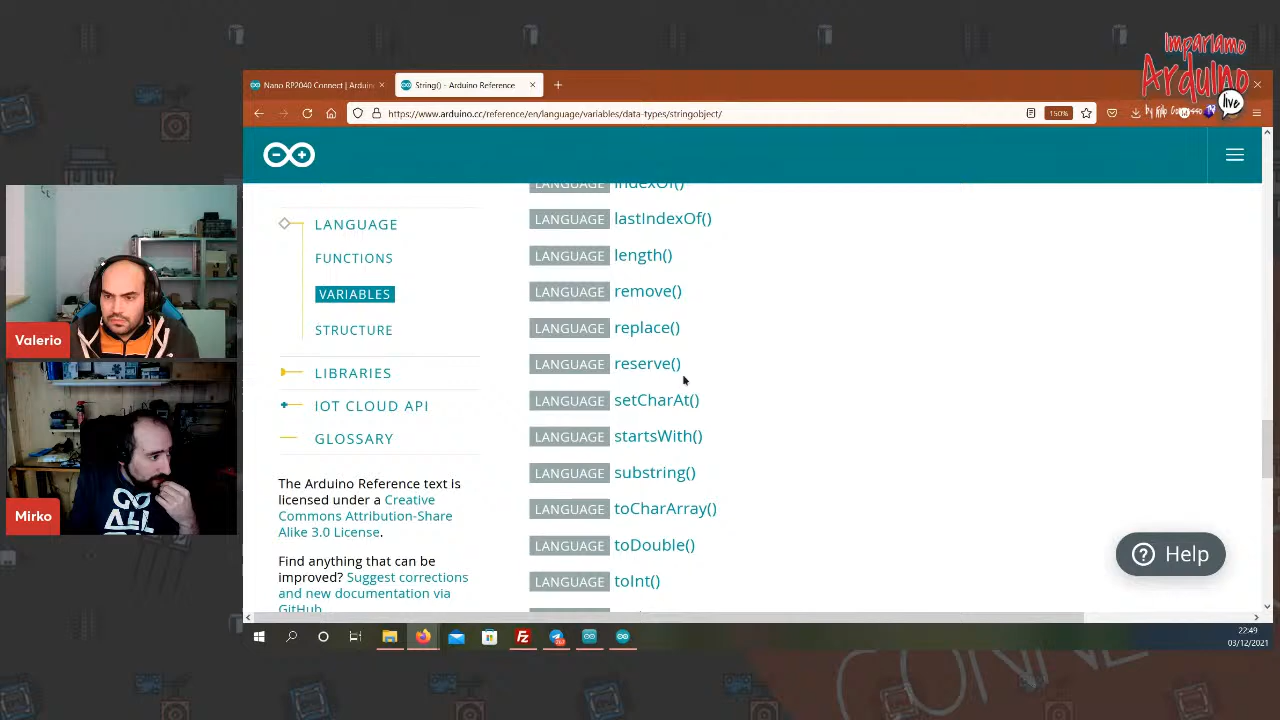 Impariamo
Arduino
live
Nano RP2040 Connect | Arduin
String() - Arduino Reference
https://www.arduino.cc/reference/en/language/variables/data-types/stringobject/
150%
LANGUAGE
FUNCTIONS
VARIABLES
STRUCTURE
LIBRARIES
IOT CLOUD API
GLOSSARY
The Arduino Reference text is
licensed under a Creative
Commons Attribution-Share
Alike 3.0 License.
Find anything that can be
improved? Suggest corrections
and new documentation via
GitHub.
LANGUAGE indexOf()
LANGUAGE lastIndexOf()
LANGUAGE length()
LANGUAGE remove()
LANGUAGE replace()
LANGUAGE reserve()
LANGUAGE setCharAt()
LANGUAGE startsWith()
LANGUAGE substring()
LANGUAGE toCharArray()
LANGUAGE toDouble()
LANGUAGE toInt()
Help
Valerio
Mirko
22:49
03/12/2021